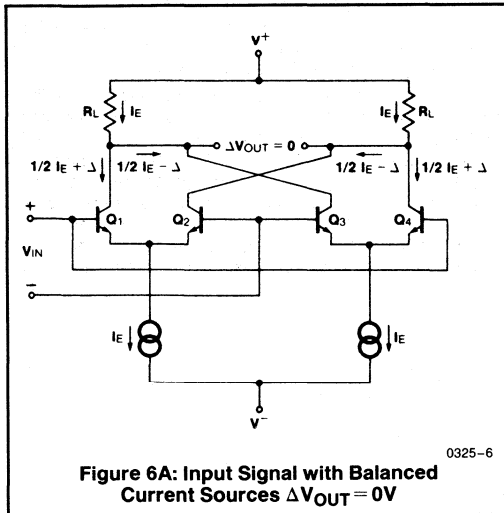 V+
RL
IE
IE
RL
ΔVOUT = 0
1/2 IE + Δ
1/2 IE − Δ
1/2 IE − Δ
1/2 IE + Δ
+
Q1
Q2
Q3
Q4
VIN
−
IE
IE
V−
0325–6
Figure 6A: Input Signal with Balanced
Current Sources ΔVOUT = 0V